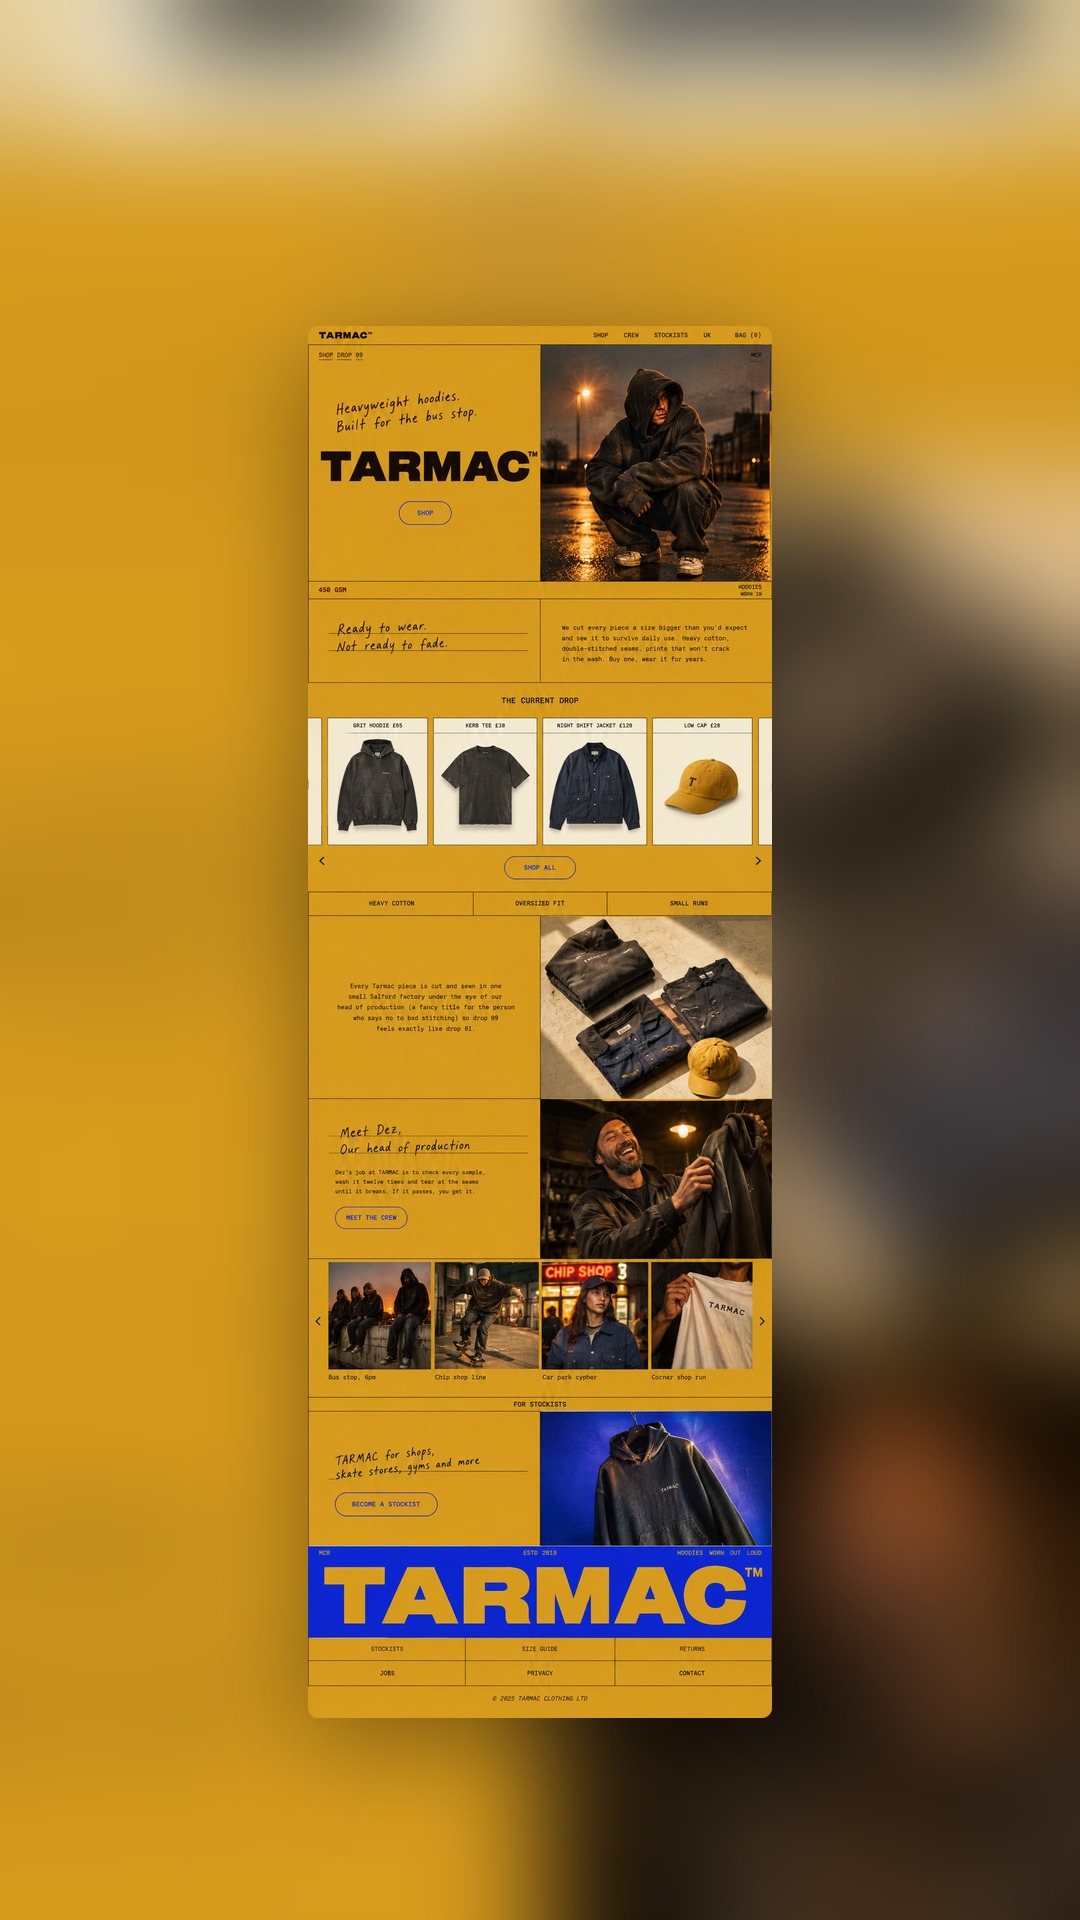 TARMAC™
SHOP CREW STOCKISTS UK BAG (0)
SHOP DROP 09
MCR
Heavyweight hoodies.
Built for the bus stop.
TARMAC™
SHOP
450 GSM
HOODIES
WORN IN
Ready to wear.
Not ready to fade.
We cut every piece a size bigger than you'd expect
and sew it to survive daily use. Heavy cotton,
double-stitched seams, prints that won't crack
in the wash. Buy one, wear it for years.
THE CURRENT DROP
GRIT HOODIE £85
KERB TEE £38
NIGHT SHIFT JACKET £120
LOW CAP £28
T
SHOP ALL
HEAVY COTTON
OVERSIZED FIT
SMALL RUNS
Every Tarmac piece is cut and sewn in one
small Salford factory under the eye of our
head of production (a fancy title for the person
who says no to bad stitching) so drop 09
feels exactly like drop 01.
T
Meet Dez,
Our head of production
Dez's job at TARMAC is to check every sample,
wash it twelve times and tear at the seams
until it breaks. If it passes, you get it.
MEET THE CREW
CHIP SHOP
TARMAC
Bus stop, 6pm
Chip shop line
Car park cypher
Corner shop run
FOR STOCKISTS
TARMAC for shops,
skate stores, gyms and more
BECOME A STOCKIST
MCR
ESTD 2019
HOODIES WORN OUT LOUD
TARMAC™
STOCKISTS
SIZE GUIDE
RETURNS
JOBS
PRIVACY
CONTACT
© 2025 TARMAC CLOTHING LTD